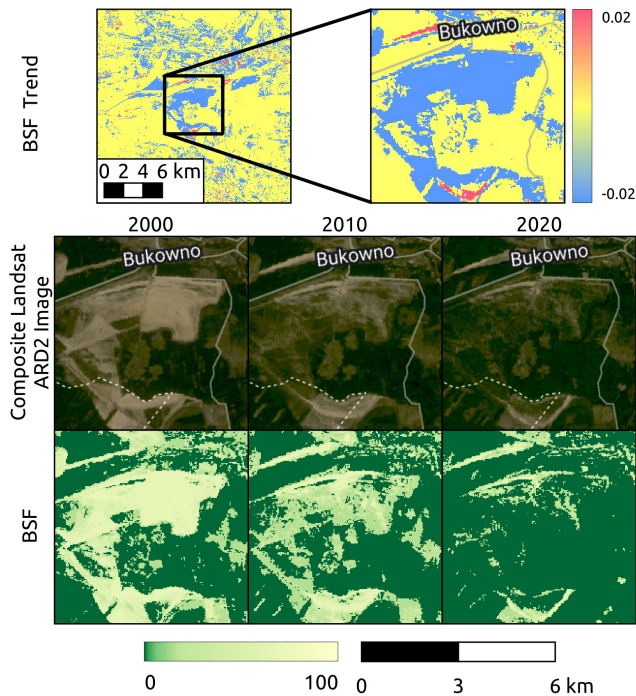 0.02
Bukowno
BSF Trend
0 2 4 6 km
-0.02
2000 2010 2020
Bukowno Bukowno Bukowno
Composite Landsat
ARD2 Image
BSF
0 100 0 3 6 km